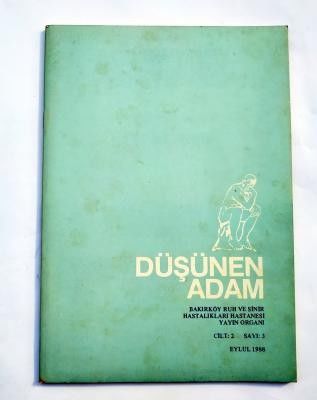 DÜŞÜNEN
ADAM
BAKIRKÖY RUH VE SİNİR
HASTALIKLARI HASTANESİ
YAYIN ORGANI
CİLT: 2 SAYI: 3
EYLÜL 1988